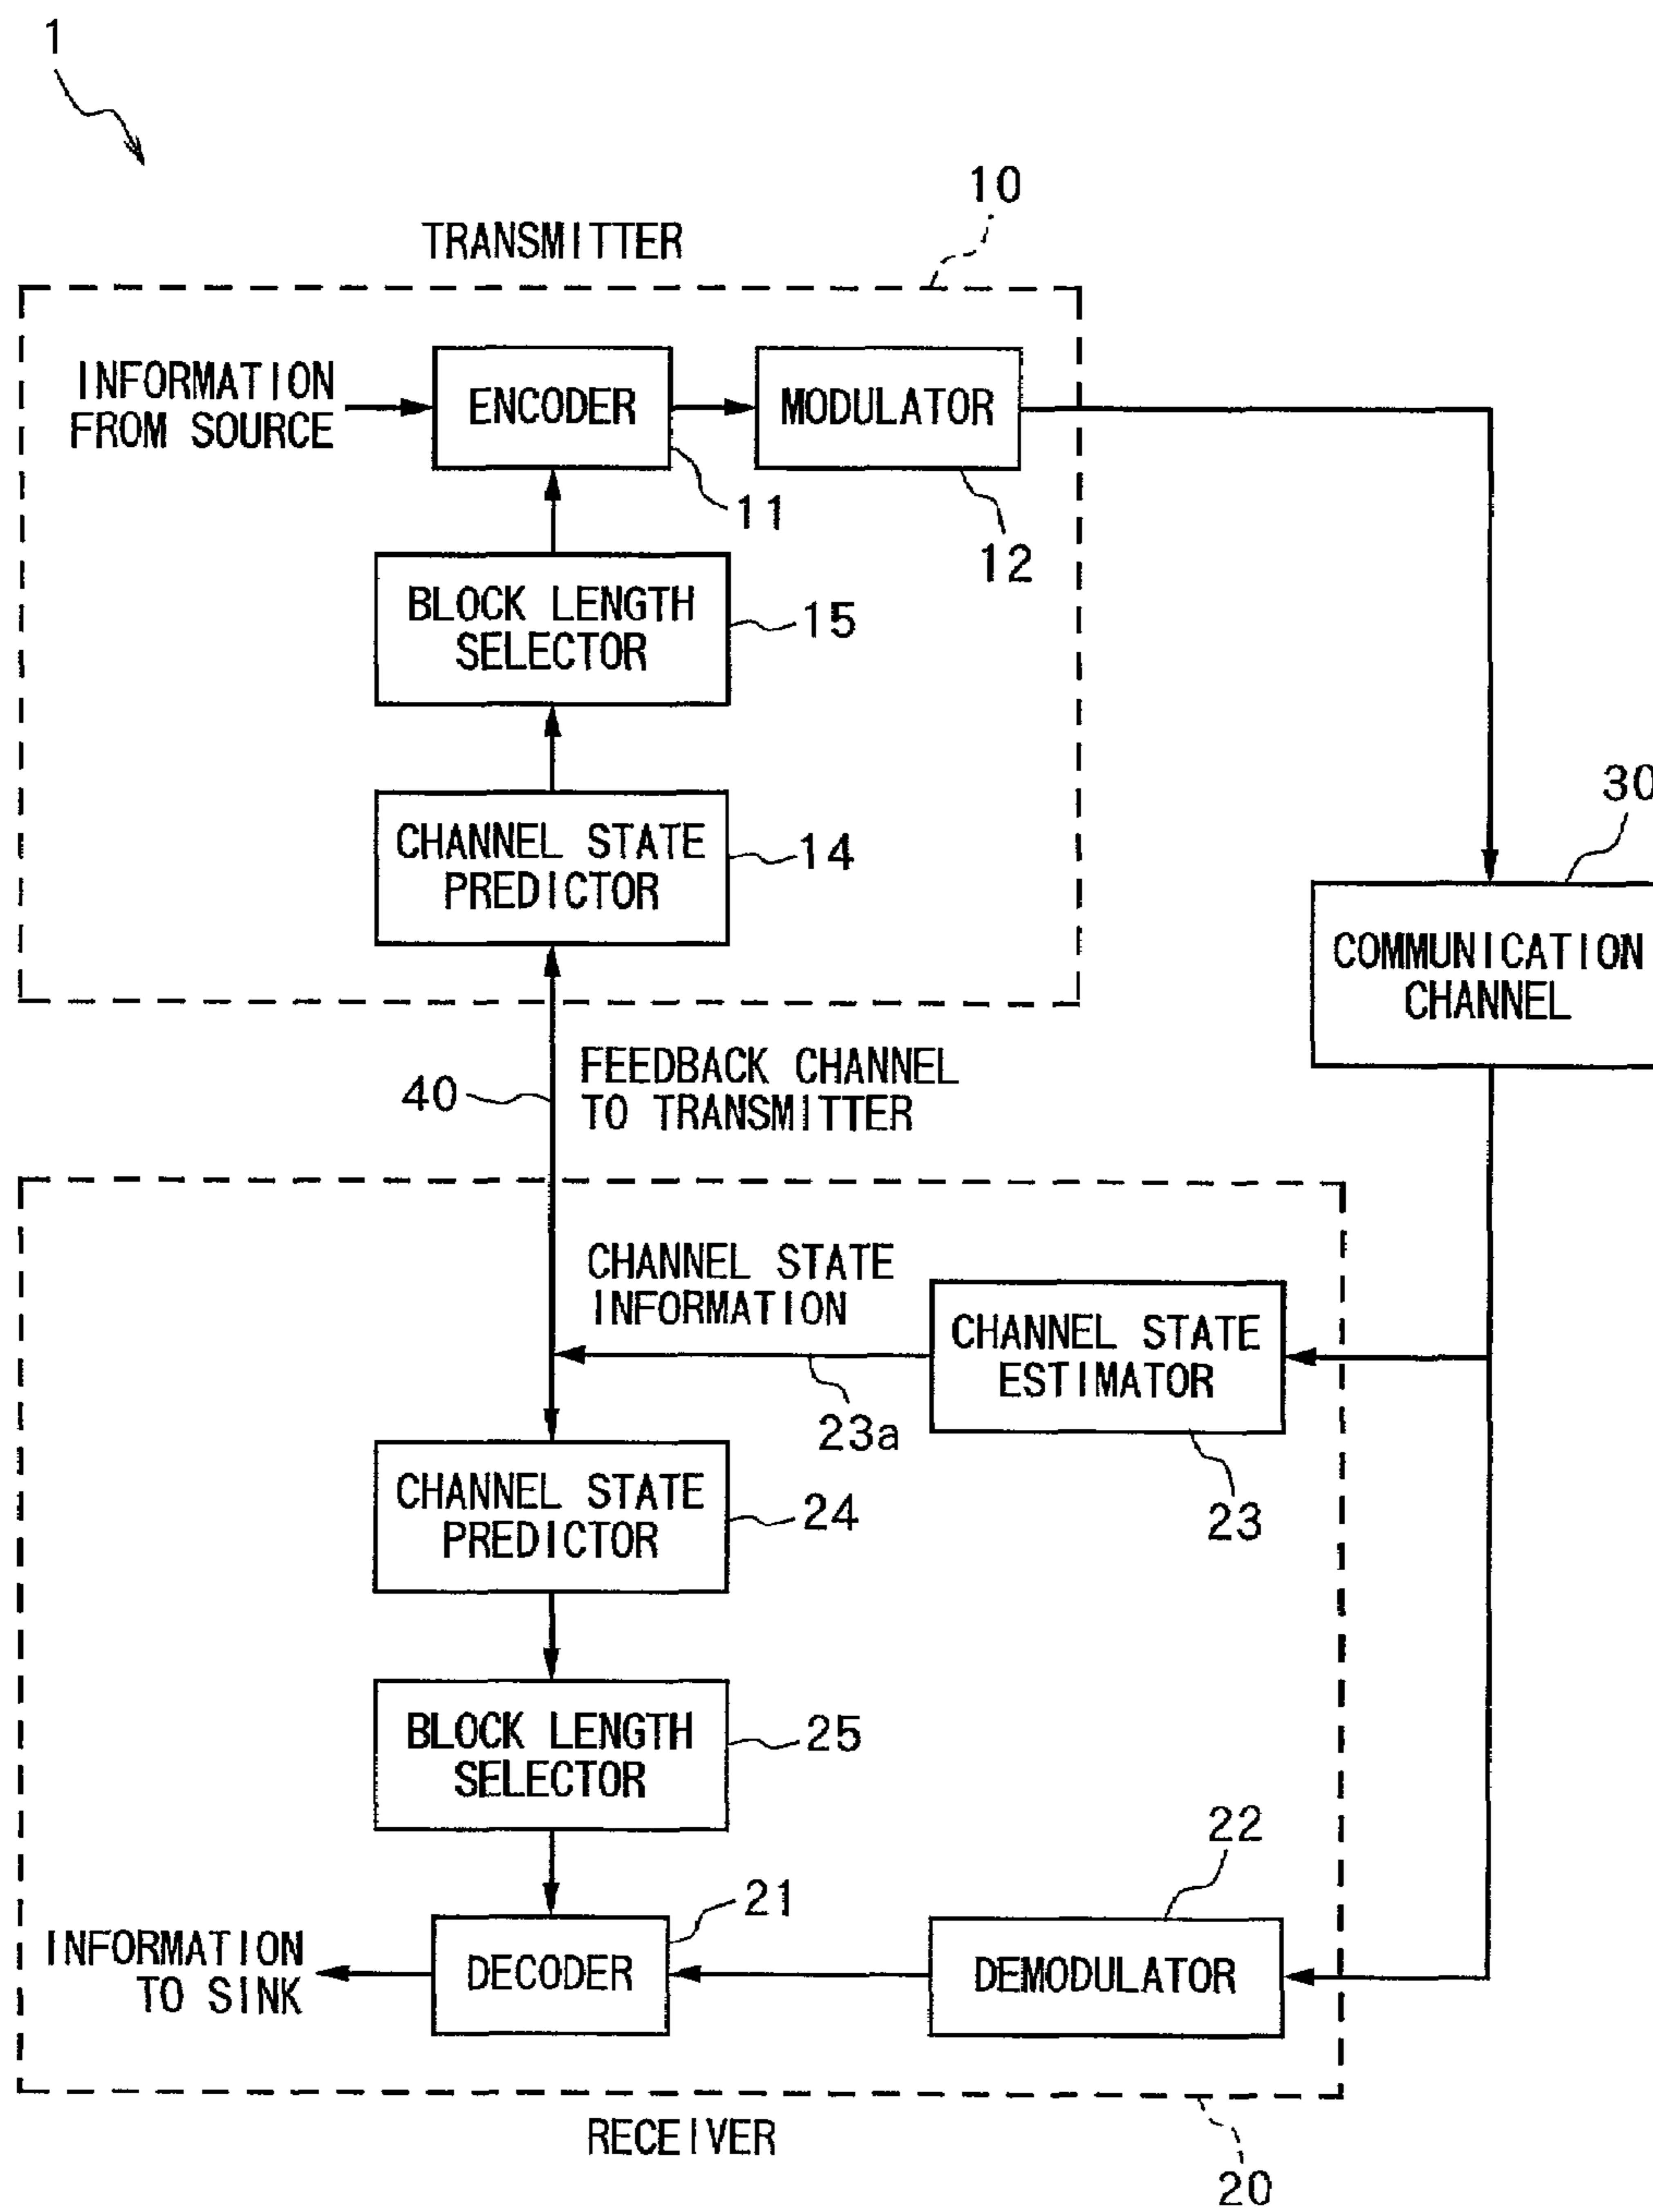 1
10
TRANSMITTER
INFORMATION
FROM SOURCE
ENCODER
MODULATOR
11
12
BLOCK LENGTH
SELECTOR
15
CHANNEL STATE
PREDICTOR
14
30
COMMUNICATION
CHANNEL
FEEDBACK CHANNEL
TO TRANSMITTER
40
CHANNEL STATE
INFORMATION
CHANNEL STATE
ESTIMATOR
23a
23
CHANNEL STATE
PREDICTOR
24
BLOCK LENGTH
SELECTOR
25
22
21
INFORMATION
TO SINK
DECODER
DEMODULATOR
RECEIVER
20